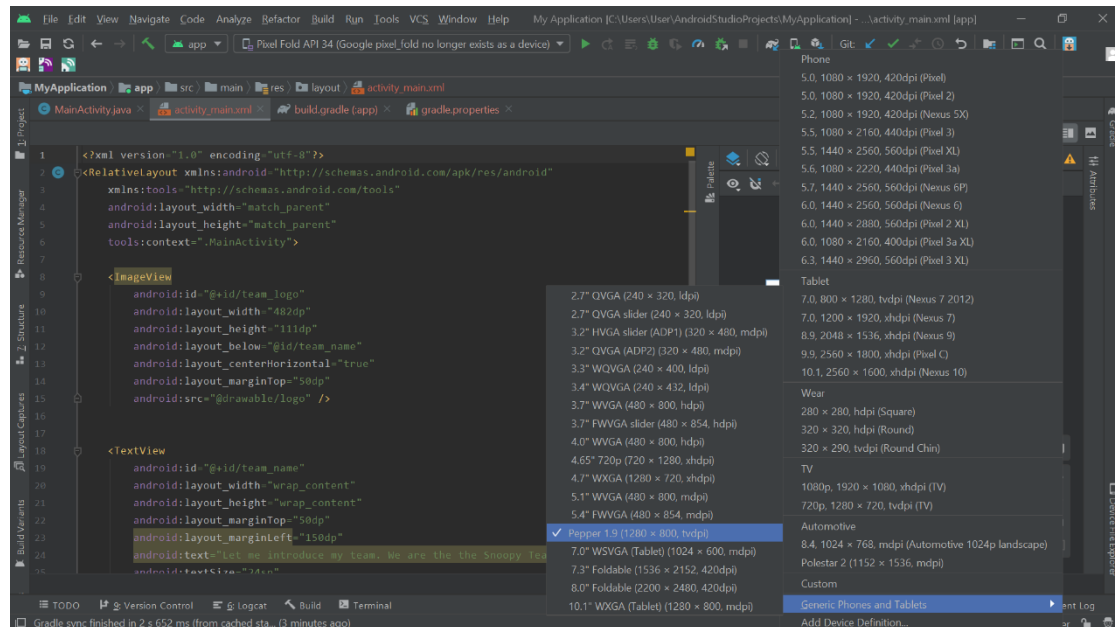 File Edit View Navigate Code Analyze Refactor Build Run Tools VCS Window Help My Application [C:\Users\User\AndroidStudioProjects\MyApplication] - ...\activity_main.xml [app]
app Pixel Fold API 34 (Google pixel_fold no longer exists as a device) Git:
MyApplication app src main res layout activity_main.xml
MainActivity.java activity_main.xml build.gradle (:app) gradle.properties
1: Project
Resource Manager
7: Structure
Layout Captures
Build Variants
1 <?xml version="1.0" encoding="utf-8"?>
2 <RelativeLayout xmlns:android="http://schemas.android.com/apk/res/android"
3 xmlns:tools="http://schemas.android.com/tools"
4 android:layout_width="match_parent"
5 android:layout_height="match_parent"
6 tools:context=".MainActivity">
7
8 <ImageView
9 android:id="@+id/team_logo"
10 android:layout_width="482dp"
11 android:layout_height="111dp"
12 android:layout_below="@id/team_name"
13 android:layout_centerHorizontal="true"
14 android:layout_marginTop="50dp"
15 android:src="@drawable/logo" />
16
17
18 <TextView
19 android:id="@+id/team_name"
20 android:layout_width="wrap_content"
21 android:layout_height="wrap_content"
22 android:layout_marginTop="50dp"
23 android:layout_marginLeft="150dp"
24 android:text="Let me introduce my team. We are the the Snoopy Tea
25 android:textSize="24sp"
Palette
2.7" QVGA (240 × 320, ldpi)
2.7" QVGA slider (240 × 320, ldpi)
3.2" HVGA slider (ADP1) (320 × 480, mdpi)
3.2" QVGA (ADP2) (320 × 480, mdpi)
3.3" WQVGA (240 × 400, ldpi)
3.4" WQVGA (240 × 432, ldpi)
3.7" WVGA (480 × 800, hdpi)
3.7" FWVGA slider (480 × 854, hdpi)
4.0" WVGA (480 × 800, hdpi)
4.65" 720p (720 × 1280, xhdpi)
4.7" WXGA (1280 × 720, xhdpi)
5.1" WVGA (480 × 800, mdpi)
5.4" FWVGA (480 × 854, mdpi)
Pepper 1.9 (1280 × 800, tvdpi)
7.0" WSVGA (Tablet) (1024 × 600, mdpi)
7.3" Foldable (1536 × 2152, 420dpi)
8.0" Foldable (2200 × 2480, 420dpi)
10.1" WXGA (Tablet) (1280 × 800, mdpi)
Phone
5.0, 1080 × 1920, 420dpi (Pixel)
5.0, 1080 × 1920, 420dpi (Pixel 2)
5.2, 1080 × 1920, 420dpi (Nexus 5X)
5.5, 1080 × 2160, 440dpi (Pixel 3)
5.5, 1440 × 2560, 560dpi (Pixel XL)
5.6, 1080 × 2220, 440dpi (Pixel 3a)
5.7, 1440 × 2560, 560dpi (Nexus 6P)
6.0, 1440 × 2560, 560dpi (Nexus 6)
6.0, 1440 × 2880, 560dpi (Pixel 2 XL)
6.0, 1080 × 2160, 400dpi (Pixel 3a XL)
6.3, 1440 × 2960, 560dpi (Pixel 3 XL)
Tablet
7.0, 800 × 1280, tvdpi (Nexus 7 2012)
7.0, 1200 × 1920, xhdpi (Nexus 7)
8.9, 2048 × 1536, xhdpi (Nexus 9)
9.9, 2560 × 1800, xhdpi (Pixel C)
10.1, 2560 × 1600, xhdpi (Nexus 10)
Wear
280 × 280, hdpi (Square)
320 × 320, hdpi (Round)
320 × 290, tvdpi (Round Chin)
TV
1080p, 1920 × 1080, xhdpi (TV)
720p, 1280 × 720, tvdpi (TV)
Automotive
8.4, 1024 × 768, mdpi (Automotive 1024p landscape)
Polestar 2 (1152 × 1536, mdpi)
Custom
Generic Phones and Tablets
Add Device Definition...
Gradle
Attributes
Device File Explorer
TODO 9: Version Control 6: Logcat Build Terminal ent Log
Gradle sync finished in 2 s 652 ms (from cached sta... (3 minutes ago)